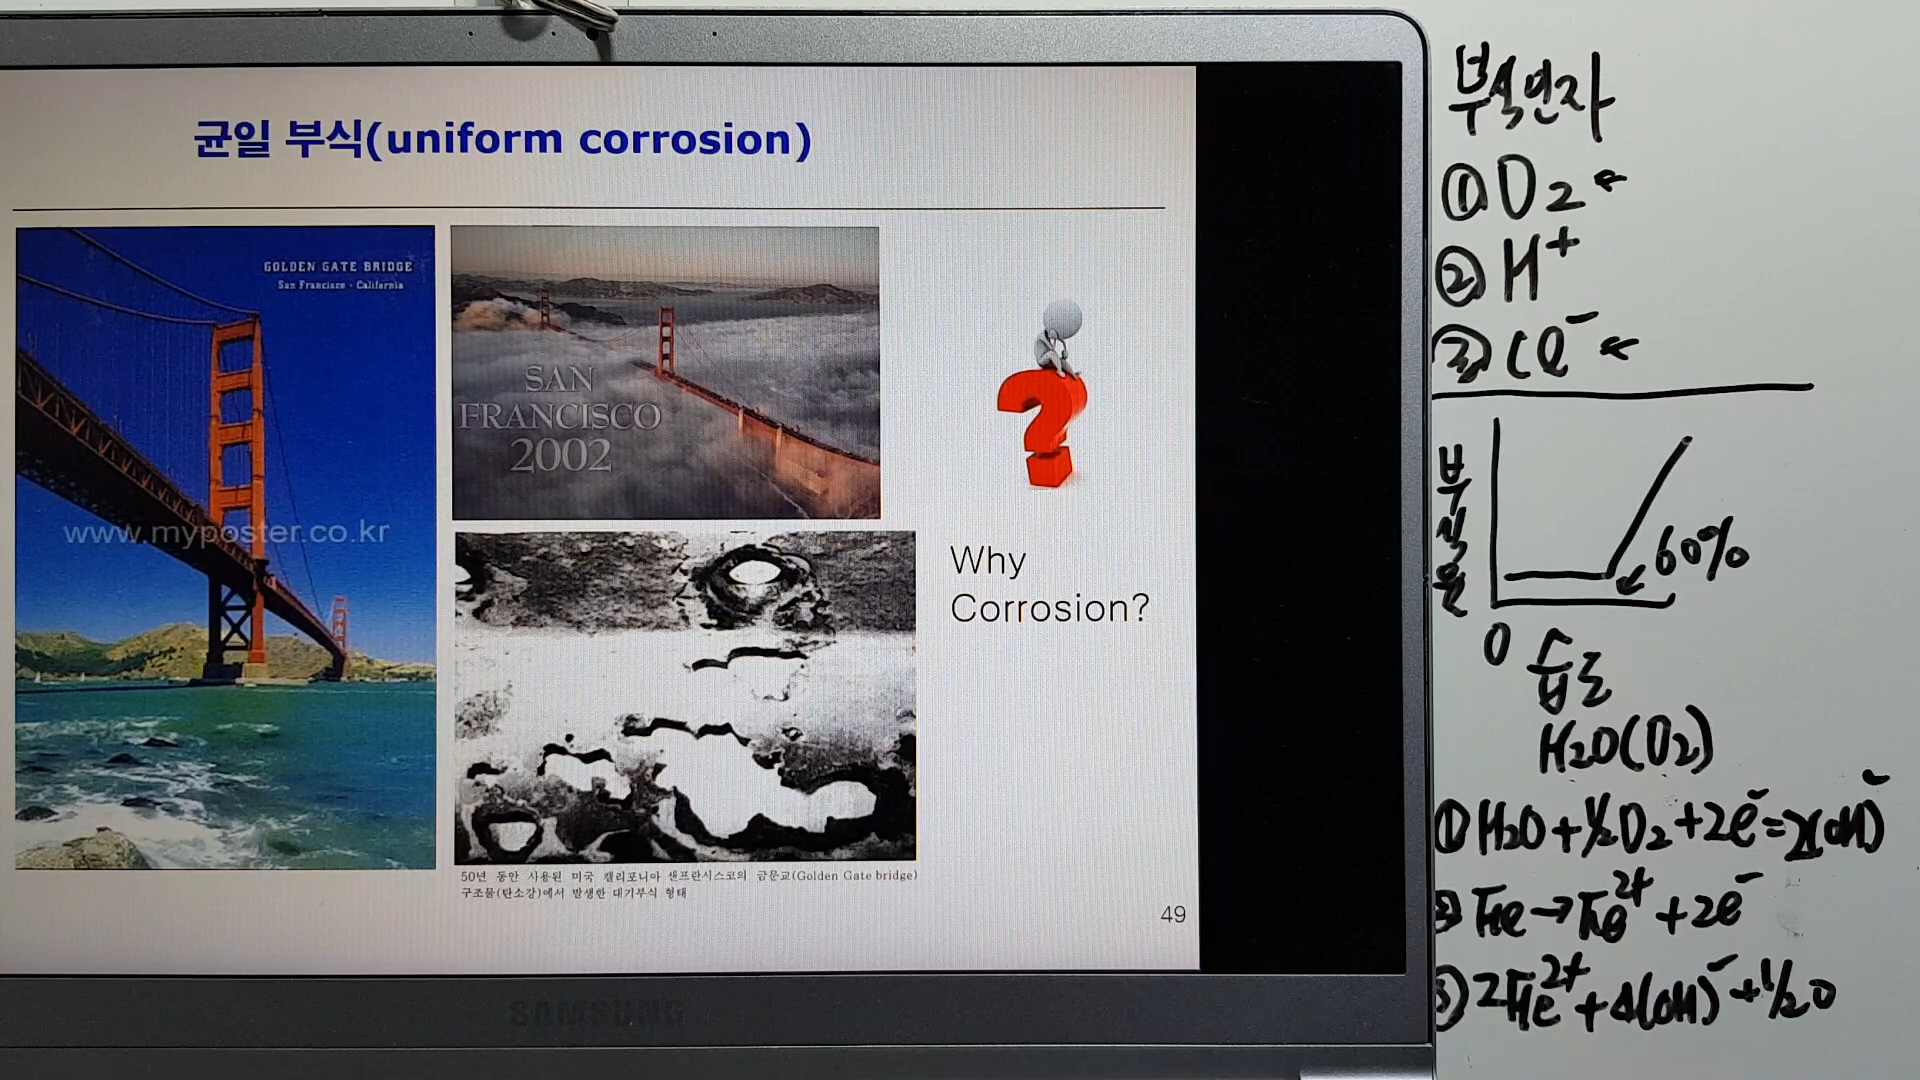 균일 부식(uniform corrosion)
GOLDEN GATE BRIDGE
San Francisco - California
www.myposter.co.kr
SAN
FRANCISCO
2002
Why
Corrosion?
50년 동안 사용된 미국 캘리포니아 샌프란시스코의 금문교(Golden Gate bridge)
구조물(탄소강)에서 발생한 대기부식 형태
49
SAMSUNG
부식인자
① O2 ←
② H+
③ Cl- ←
부식율
60%
0
습도
H2O(O2)
① H2O + 1/2 O2 + 2e- = 2(OH)-
② Fe → Fe2+ + 2e-
③ 2Fe2+ + 4(OH)- + 1/2 O